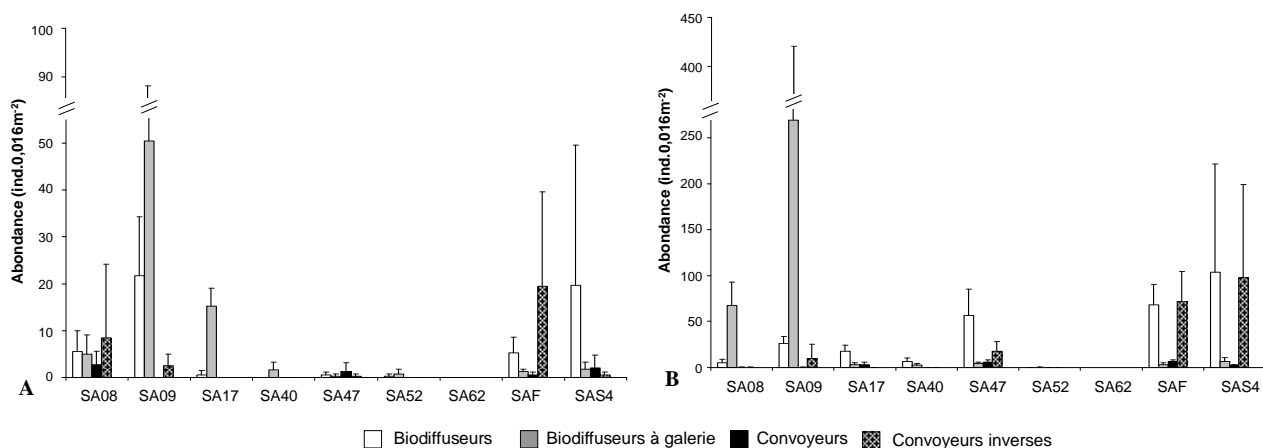 Abondance (ind.0,016m⁻²)
100
90
50
40
30
20
10
0
A
SA08 SA09 SA17 SA40 SA47 SA52 SA62 SAF SAS4
Abondance (ind.0,016m⁻²)
450
400
250
200
150
100
50
0
B
SA08 SA09 SA17 SA40 SA47 SA52 SA62 SAF SAS4
Biodiffuseurs Biodiffuseurs à galerie Convoyeurs Convoyeurs inverses